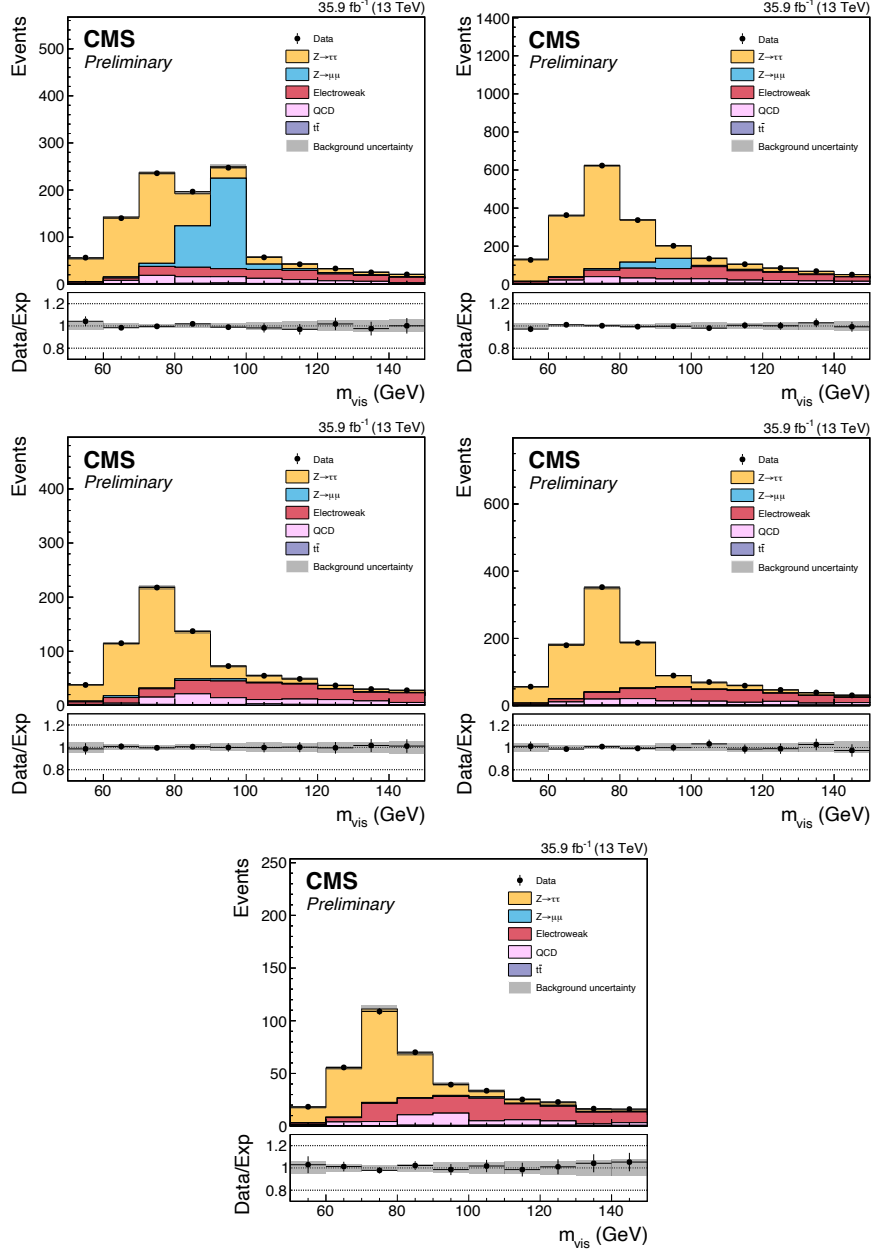 35.9 fb⁻¹ (13 TeV)
Events
500
400
300
200
100
0
CMS
Preliminary
Data
Z→ττ
Z→μμ
Electroweak
QCD
tt̄
Background uncertainty
Data/Exp
1.2
1
0.8
60 80 100 120 140
m_vis (GeV)
35.9 fb⁻¹ (13 TeV)
Events
1400
1200
1000
800
600
400
200
0
CMS
Preliminary
Data
Z→ττ
Z→μμ
Electroweak
QCD
tt̄
Background uncertainty
Data/Exp
1.2
1
0.8
60 80 100 120 140
m_vis (GeV)
35.9 fb⁻¹ (13 TeV)
Events
400
300
200
100
0
CMS
Preliminary
Data
Z→ττ
Z→μμ
Electroweak
QCD
tt̄
Background uncertainty
Data/Exp
1.2
1
0.8
60 80 100 120 140
m_vis (GeV)
35.9 fb⁻¹ (13 TeV)
Events
600
400
200
0
CMS
Preliminary
Data
Z→ττ
Z→μμ
Electroweak
QCD
tt̄
Background uncertainty
Data/Exp
1.2
1
0.8
60 80 100 120 140
m_vis (GeV)
35.9 fb⁻¹ (13 TeV)
Events
250
200
150
100
50
0
CMS
Preliminary
Data
Z→ττ
Z→μμ
Electroweak
QCD
tt̄
Background uncertainty
Data/Exp
1.2
1
0.8
60 80 100 120 140
m_vis (GeV)